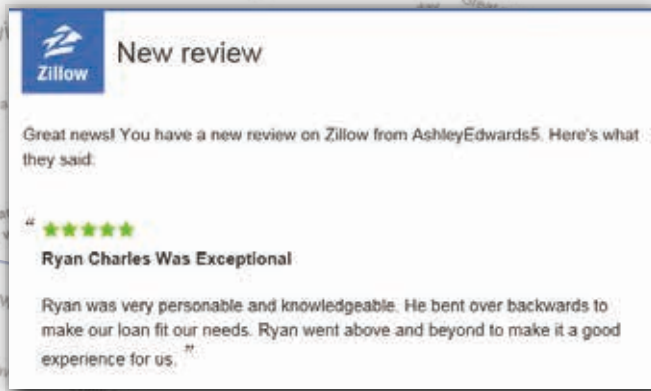 Zillow
New review
Great news! You have a new review on Zillow from AshleyEdwards5. Here's what
they said:
“ ★★★★★
Ryan Charles Was Exceptional
Ryan was very personable and knowledgeable. He bent over backwards to
make our loan fit our needs. Ryan went above and beyond to make it a good
experience for us. ”